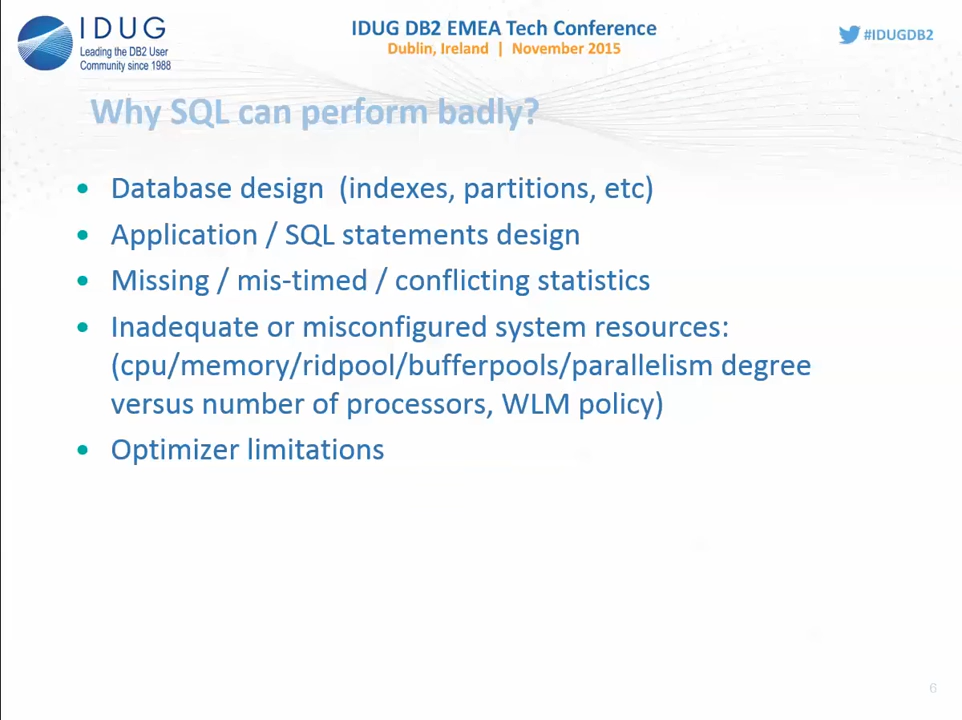 IDUG
Leading the DB2 User
Community since 1988
IDUG DB2 EMEA Tech Conference
Dublin, Ireland | November 2015
#IDUGDB2
Why SQL can perform badly?
• Database design (indexes, partitions, etc)
• Application / SQL statements design
• Missing / mis-timed / conflicting statistics
• Inadequate or misconfigured system resources:
(cpu/memory/ridpool/bufferpools/parallelism degree
versus number of processors, WLM policy)
• Optimizer limitations
6